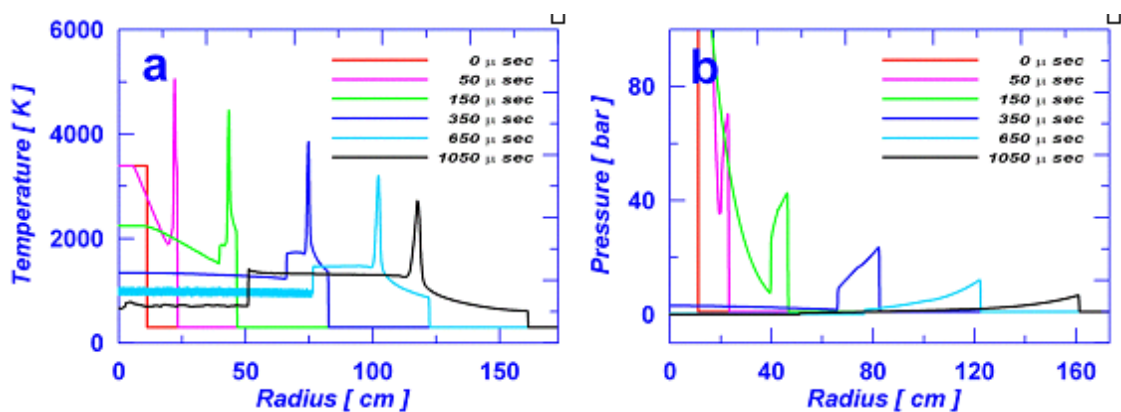 a
Temperature [ K ]
6000
4000
2000
0
0 μ sec
50 μ sec
150 μ sec
350 μ sec
650 μ sec
1050 μ sec
0
50
100
150
Radius [ cm ]
b
Pressure [ bar ]
80
40
0
0 μ sec
50 μ sec
150 μ sec
350 μ sec
650 μ sec
1050 μ sec
0
40
80
120
160
Radius [ cm ]